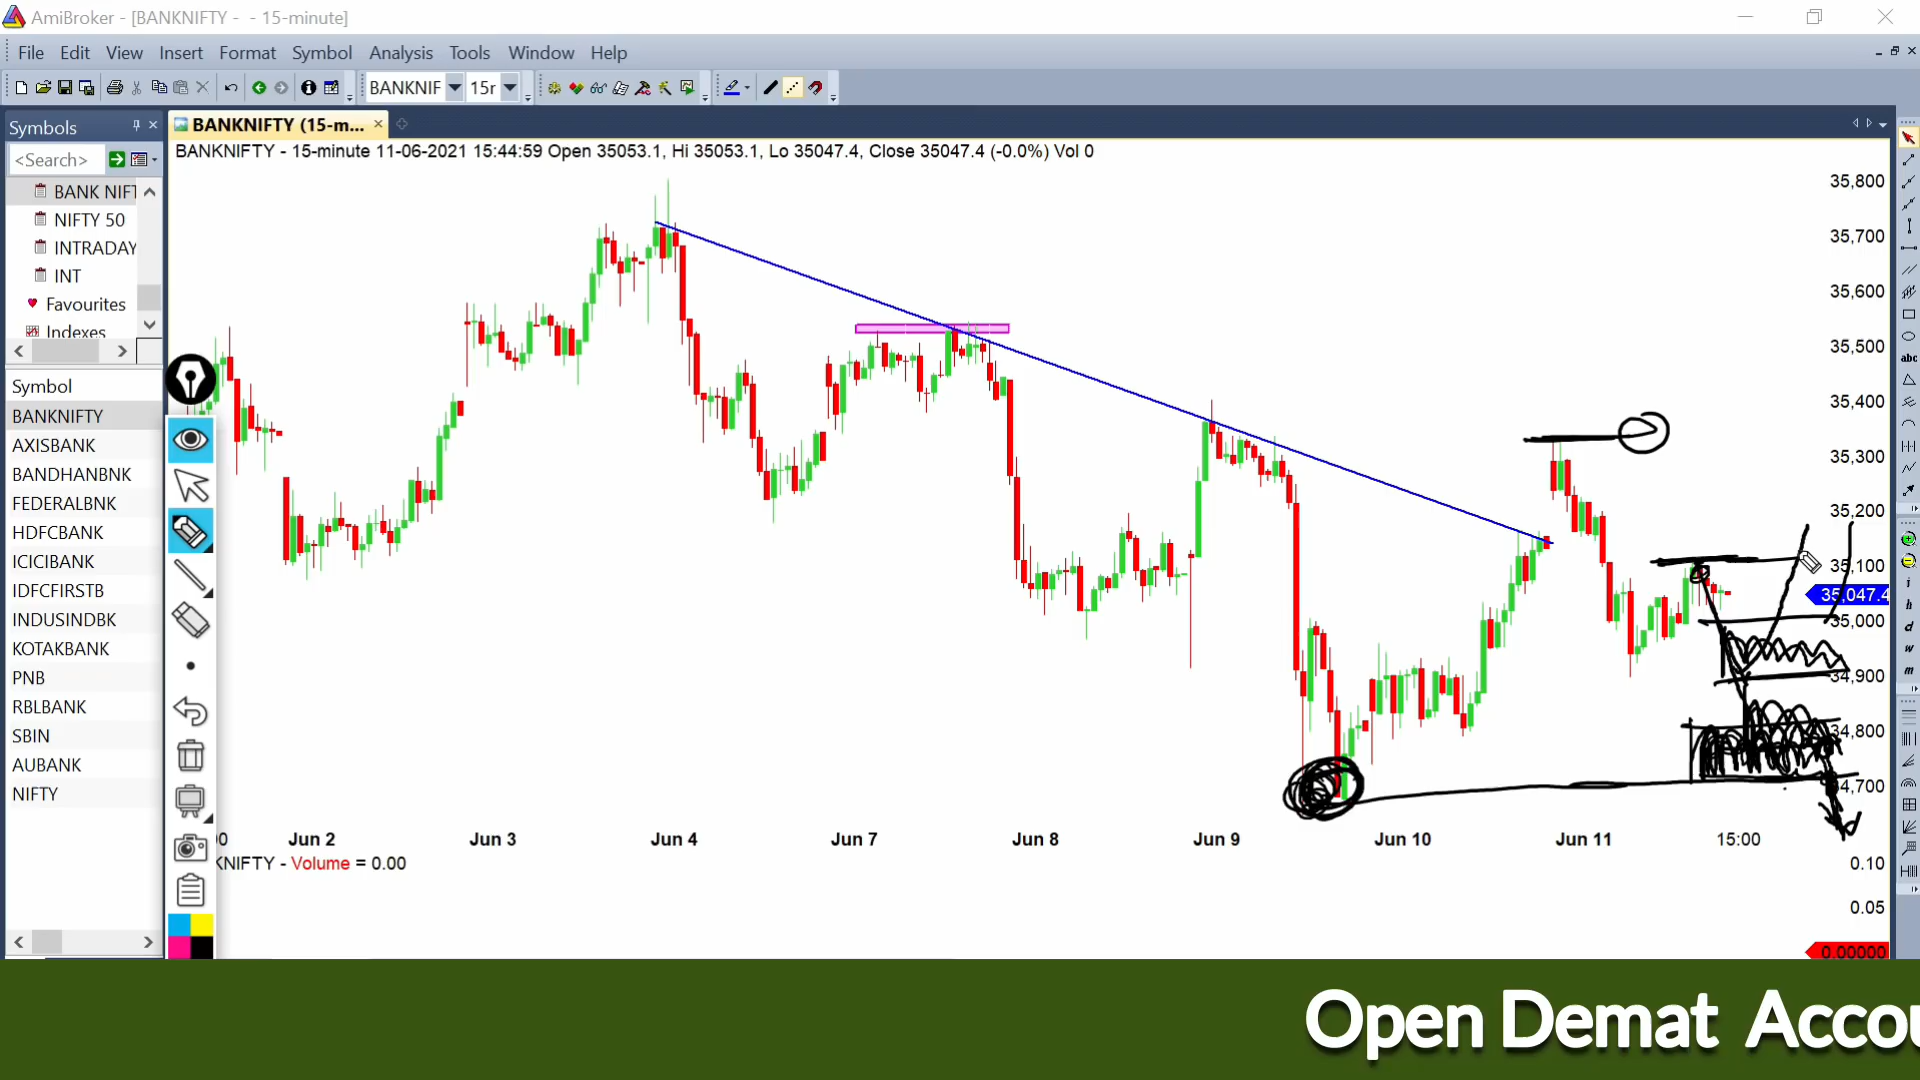 AmiBroker - [BANKNIFTY - - 15-minute]
File Edit View Insert Format Symbol Analysis Tools Window Help
BANKNIF 15r
Symbols
BANKNIFTY (15-m...
<Search>
BANKNIFTY - 15-minute 11-06-2021 15:44:59 Open 35053.1, Hi 35053.1, Lo 35047.4, Close 35047.4 (-0.0%) Vol 0
BANK NIFT
NIFTY 50
INTRADAY
INT
Favourites
Indexes
Symbol
BANKNIFTY
AXISBANK
BANDHANBNK
FEDERALBNK
HDFCBANK
ICICIBANK
IDFCFIRSTB
INDUSINDBK
KOTAKBANK
PNB
RBLBANK
SBIN
AUBANK
NIFTY
35,800
35,700
35,600
35,500
35,400
35,300
35,200
35,100
35,047.4
35,000
34,900
34,800
34,700
Jun 2 Jun 3 Jun 4 Jun 7 Jun 8 Jun 9 Jun 10 Jun 11 15:00
KNIFTY - Volume = 0.00
0.10
0.05
0.00000
abc
i
h
d
w
m
Open Demat Accou